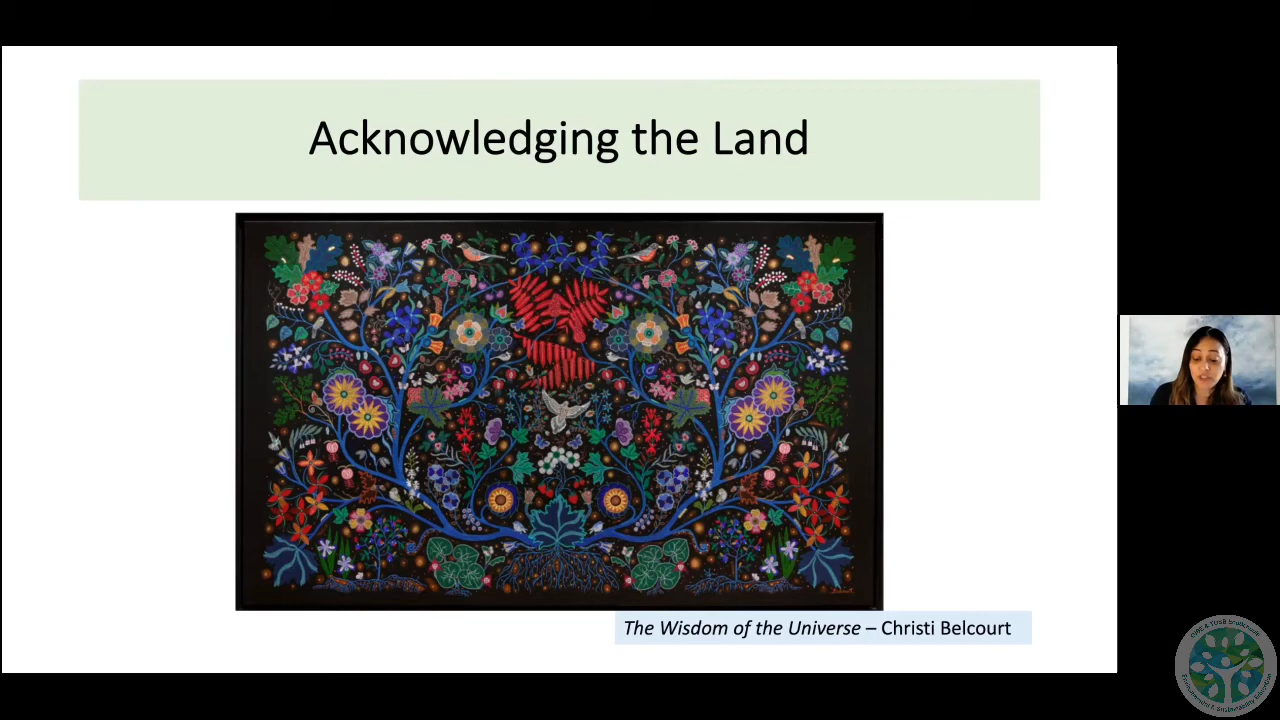 Acknowledging the Land
The Wisdom of the Universe – Christi Belcourt